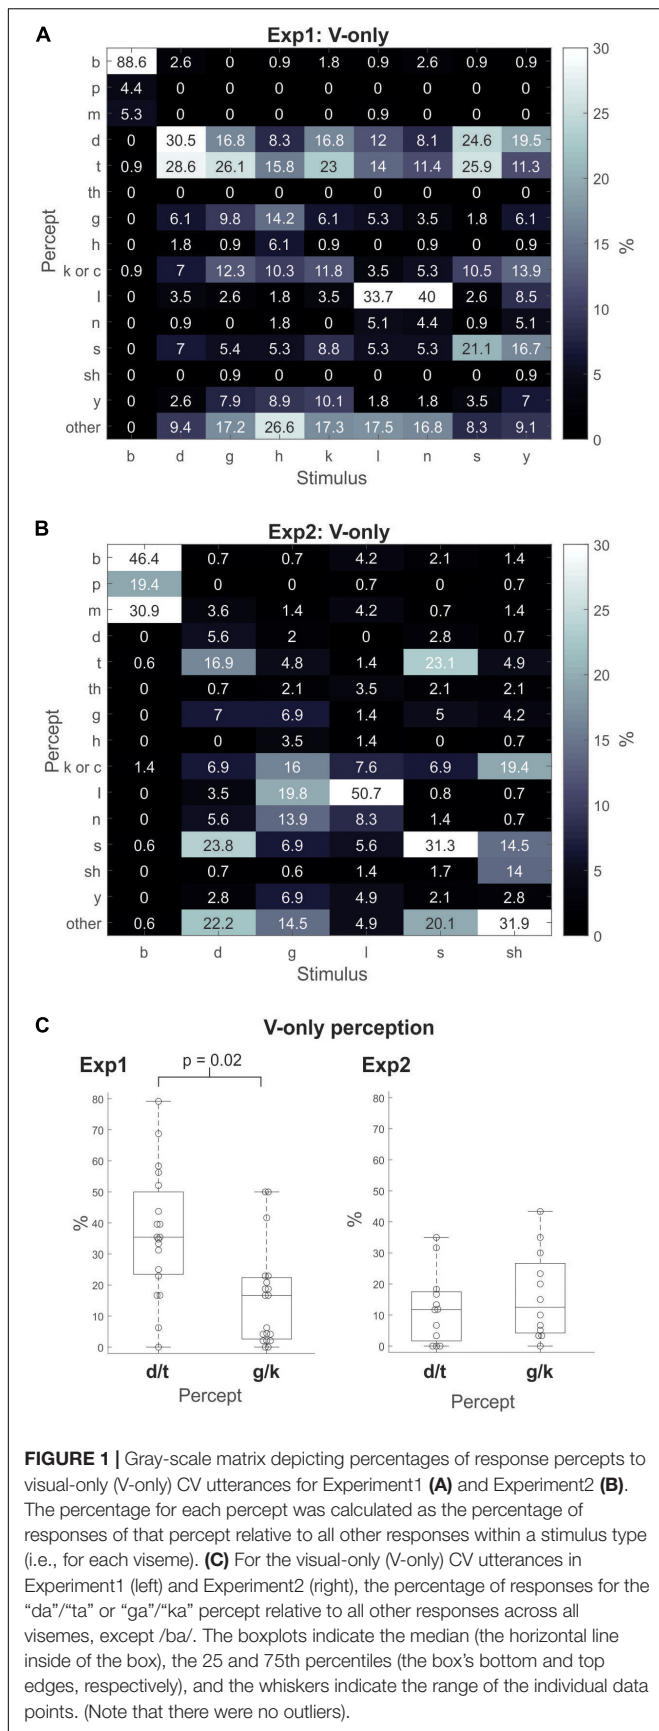 A
Exp1: V-only
b 88.6 2.6 0 0.9 1.8 0.9 2.6 0.9 0.9
p 4.4 0 0 0 0 0 0 0 0
m 5.3 0 0 0 0 0.9 0 0 0
d 0 30.5 16.8 8.3 16.8 12 8.1 24.6 19.5
t 0.9 28.6 26.1 15.8 23 14 11.4 25.9 11.3
th 0 0 0 0 0 0 0 0 0
g 0 6.1 9.8 14.2 6.1 5.3 3.5 1.8 6.1
h 0 1.8 0.9 6.1 0.9 0 0.9 0 0.9
k or c 0.9 7 12.3 10.3 11.8 3.5 5.3 10.5 13.9
l 0 3.5 2.6 1.8 3.5 33.7 40 2.6 8.5
n 0 0.9 0 1.8 0 5.1 4.4 0.9 5.1
s 0 7 5.4 5.3 8.8 5.3 5.3 21.1 16.7
sh 0 0 0.9 0 0 0 0 0 0.9
y 0 2.6 7.9 8.9 10.1 1.8 1.8 3.5 7
other 0 9.4 17.2 26.6 17.3 17.5 16.8 8.3 9.1
b d g h k l n s y
Percept
Stimulus
30
25
20
15
10
5
0
%
B
Exp2: V-only
b 46.4 0.7 0.7 4.2 2.1 1.4
p 19.4 0 0 0.7 0 0.7
m 30.9 3.6 1.4 4.2 0.7 1.4
d 0 5.6 2 0 2.8 0.7
t 0.6 16.9 4.8 1.4 23.1 4.9
th 0 0.7 2.1 3.5 2.1 2.1
g 0 7 6.9 1.4 5 4.2
h 0 0 3.5 1.4 0 0.7
k or c 1.4 6.9 16 7.6 6.9 19.4
l 0 3.5 19.8 50.7 0.8 0.7
n 0 5.6 13.9 8.3 1.4 0.7
s 0.6 23.8 6.9 5.6 31.3 14.5
sh 0 0.7 0.6 1.4 1.7 14
y 0 2.8 6.9 4.9 2.1 2.8
other 0.6 22.2 14.5 4.9 20.1 31.9
b d g l s sh
Percept
Stimulus
30
25
20
15
10
5
0
%
C
V-only perception
Exp1
p = 0.02
80
70
60
50
40
30
20
10
0
%
d/t g/k
Percept
Exp2
80
70
60
50
40
30
20
10
0
%
d/t g/k
Percept
FIGURE 1 | Gray-scale matrix depicting percentages of response percepts to
visual-only (V-only) CV utterances for Experiment1 (A) and Experiment2 (B).
The percentage for each percept was calculated as the percentage of
responses of that percept relative to all other responses within a stimulus type
(i.e., for each viseme). (C) For the visual-only (V-only) CV utterances in
Experiment1 (left) and Experiment2 (right), the percentage of responses for the
“da”/“ta” or “ga”/“ka” percept relative to all other responses across all
visemes, except /ba/. The boxplots indicate the median (the horizontal line
inside of the box), the 25 and 75th percentiles (the box's bottom and top
edges, respectively), and the whiskers indicate the range of the individual data
points. (Note that there were no outliers).